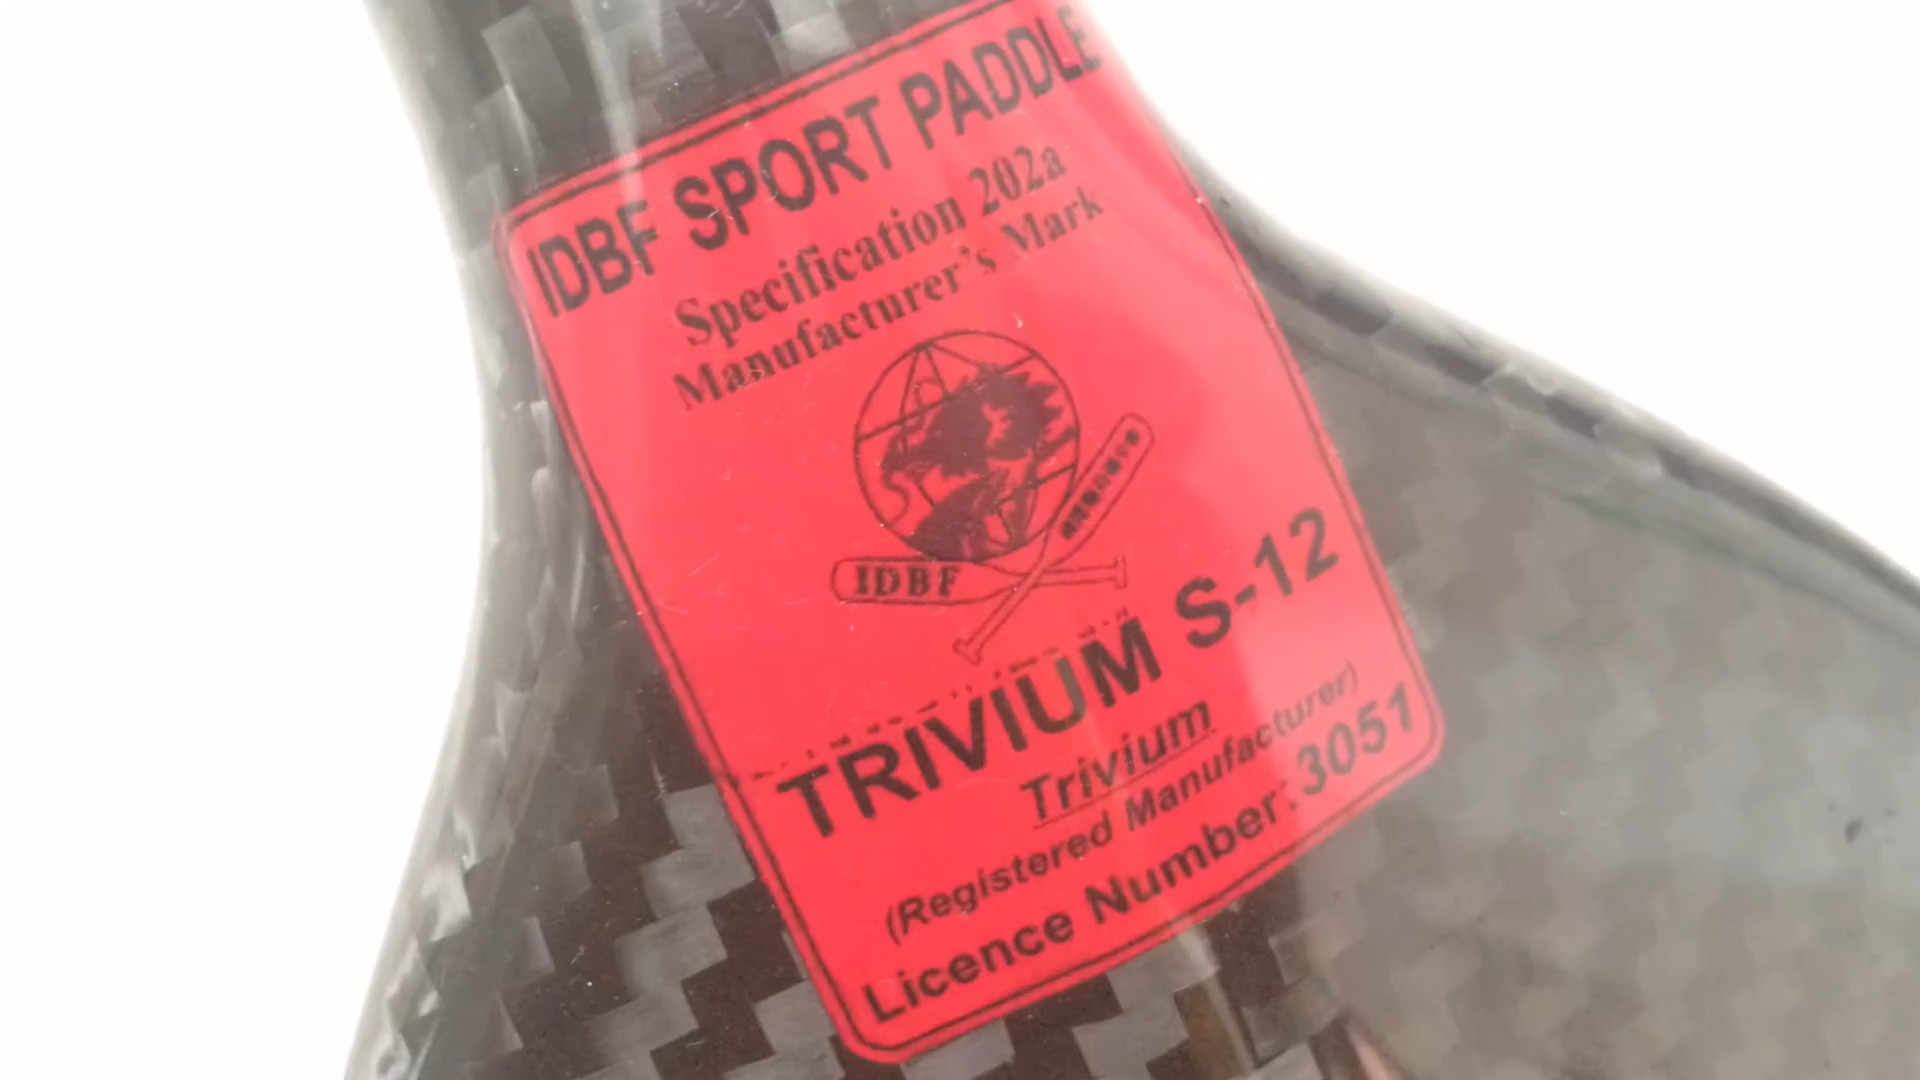 IDBF SPORT PADDLE
Specification 202a
Manufacturer's Mark
IDBF
TRIVIUM S-12
Trivium
(Registered Manufacturer)
Licence Number:3051